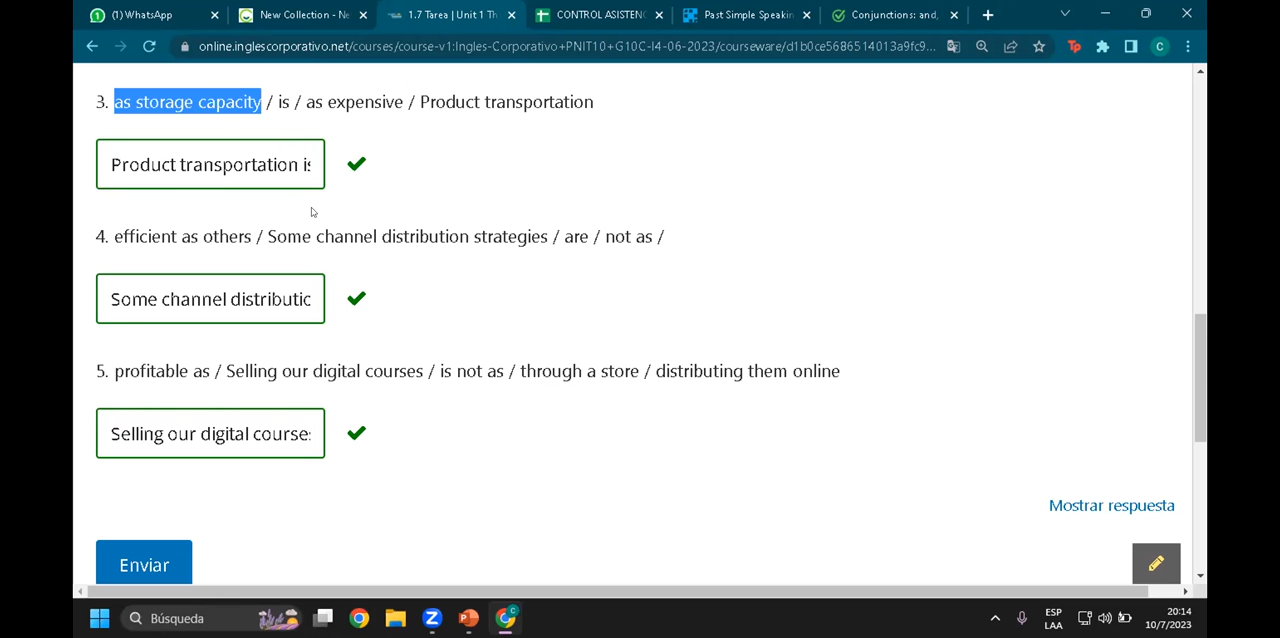 (1) WhatsApp
New Collection - Ne
1.7 Tarea | Unit 1 Th
CONTROL ASISTENC
Past Simple Speakin
Conjunctions: and,
online.inglescorporativo.net/courses/course-v1:Ingles-Corporativo+PNIT10+G10C-I4-06-2023/courseware/d1b0ce5686514013a9fc9...
3. as storage capacity / is / as expensive / Product transportation
Product transportation is
4. efficient as others / Some channel distribution strategies / are / not as /
Some channel distributio
5. profitable as / Selling our digital courses / is not as / through a store / distributing them online
Selling our digital courses
Mostrar respuesta
Enviar
Búsqueda
ESP
LAA
20:14
10/7/2023